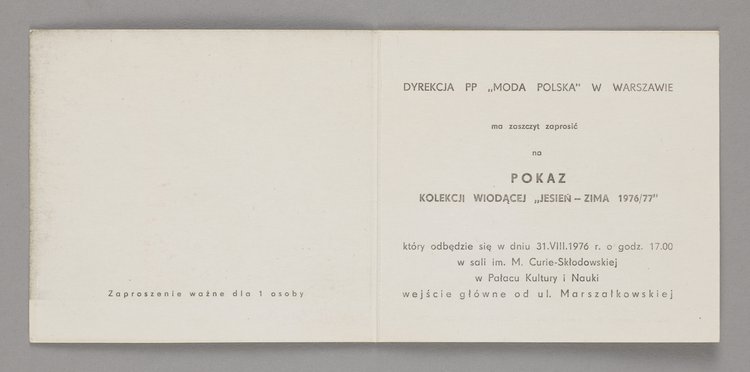 Zaproszenie ważne dla 1 osoby
DYREKCJA PP „MODA POLSKA" W WARSZAWIE
ma zaszczyt zaprosić
na
POKAZ
KOLEKCJI WIODĄCEJ „JESIEŃ – ZIMA 1976/77"
który odbędzie się w dniu 31.VIII.1976 r. o godz. 17.00
w sali im. M. Curie-Skłodowskiej
w Pałacu Kultury i Nauki
wejście główne od ul. Marszałkowskiej